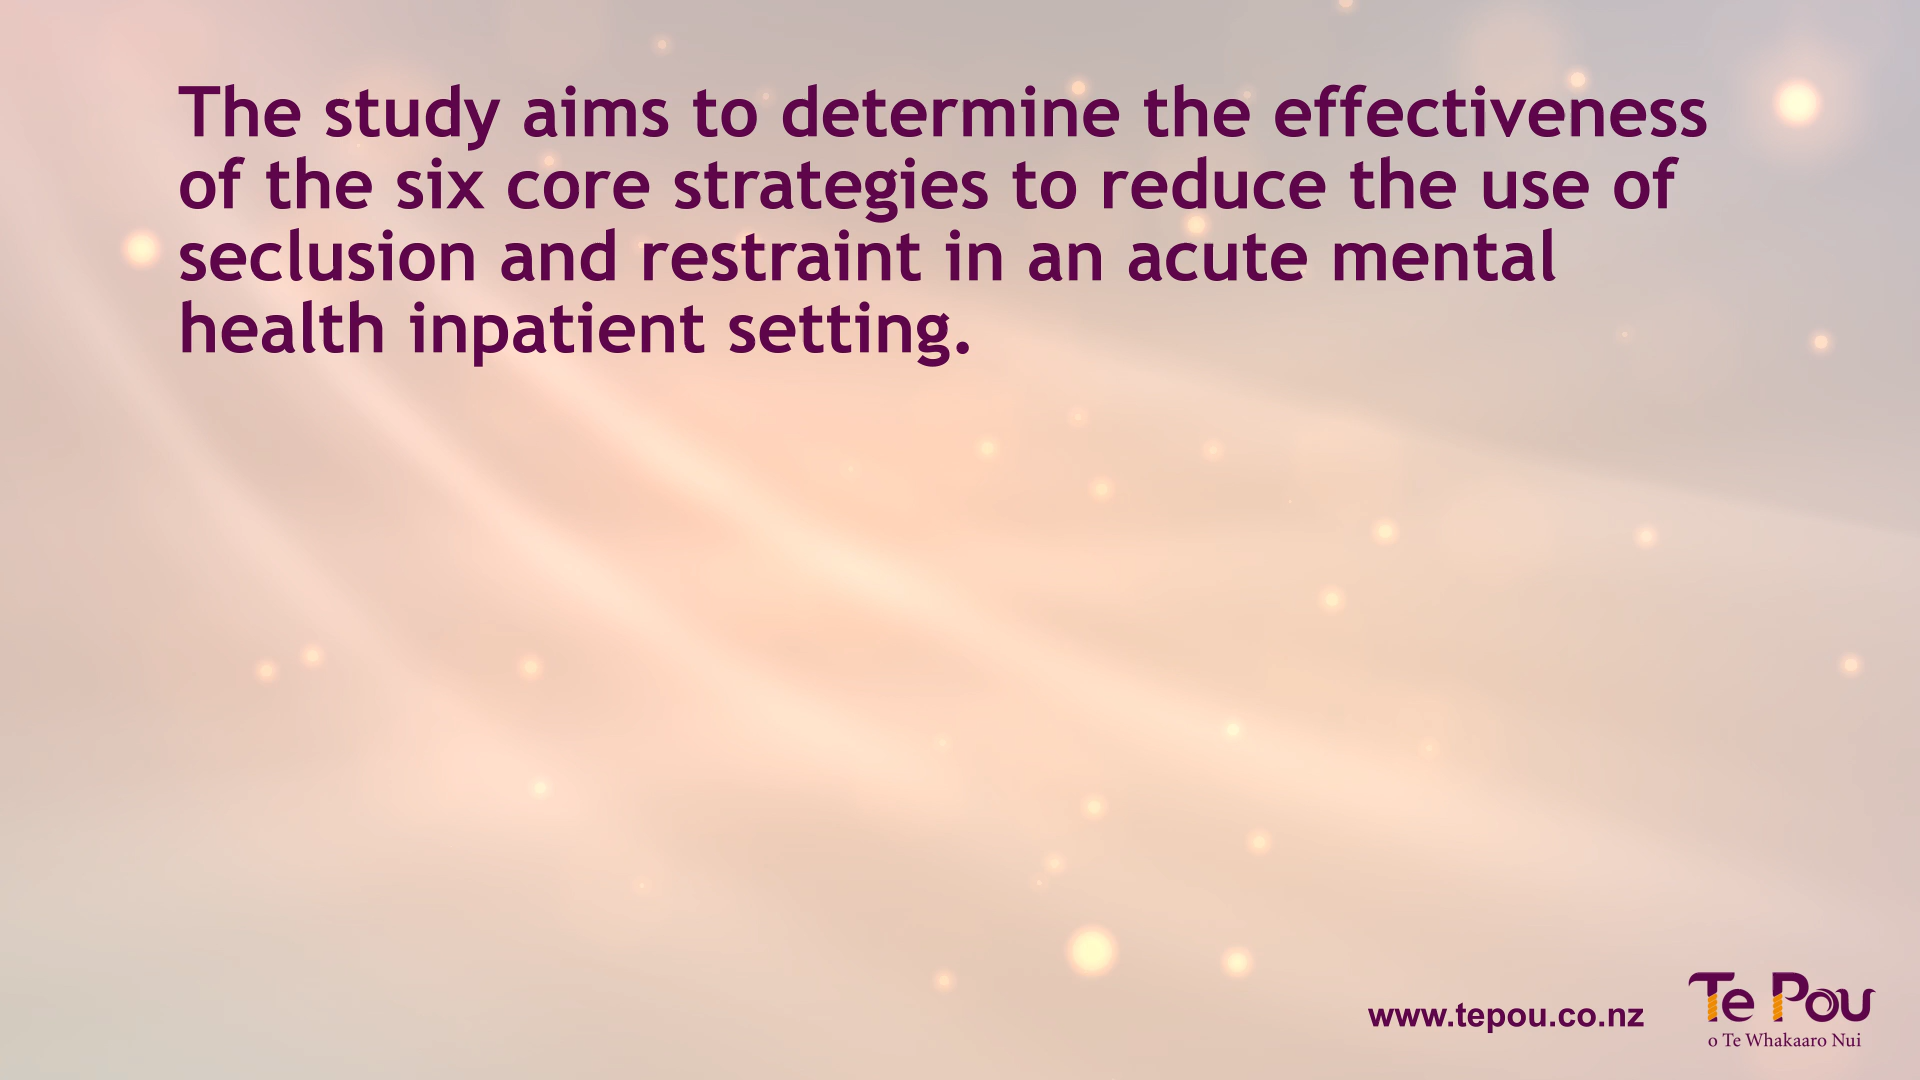 The study aims to determine the effectiveness
of the six core strategies to reduce the use of
seclusion and restraint in an acute mental
health inpatient setting.
www.tepou.co.nz
Te Pou
o Te Whakaaro Nui